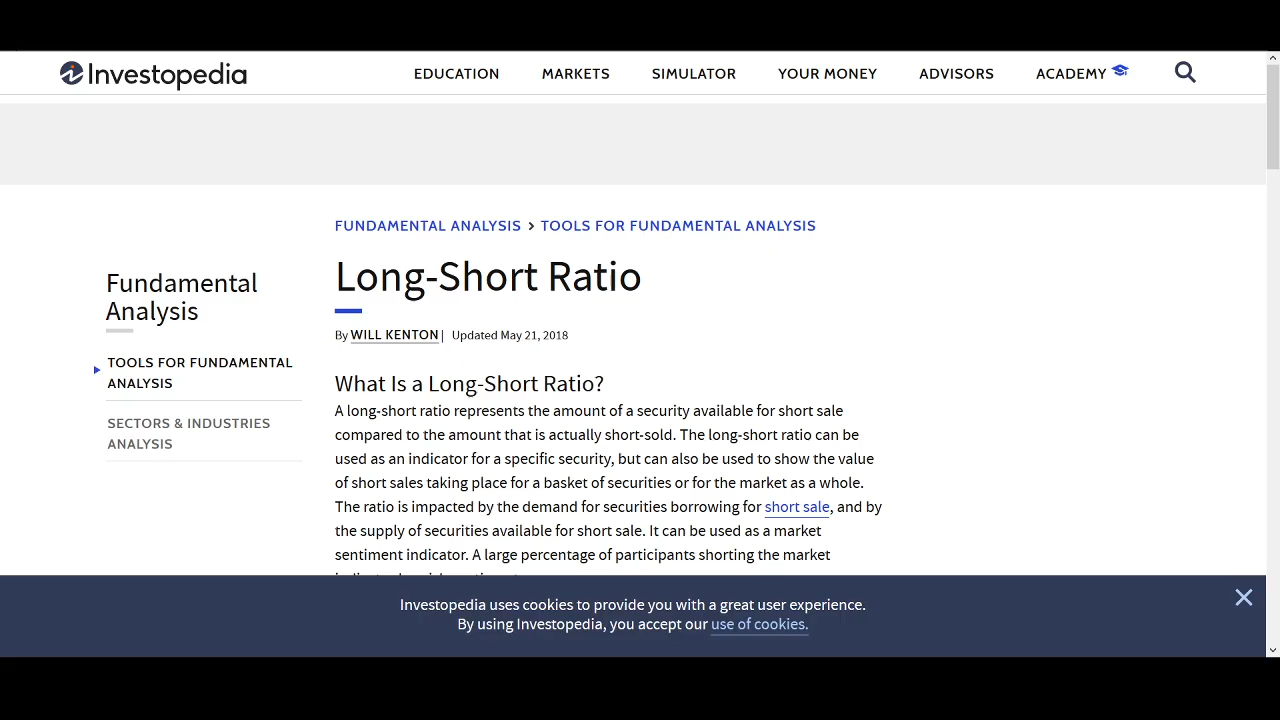 Investopedia
EDUCATION MARKETS SIMULATOR YOUR MONEY ADVISORS ACADEMY
FUNDAMENTAL ANALYSIS > TOOLS FOR FUNDAMENTAL ANALYSIS
Fundamental
Analysis
TOOLS FOR FUNDAMENTAL
ANALYSIS
SECTORS & INDUSTRIES
ANALYSIS
Long-Short Ratio
By WILL KENTON | Updated May 21, 2018
What Is a Long-Short Ratio?
A long-short ratio represents the amount of a security available for short sale
compared to the amount that is actually short-sold. The long-short ratio can be
used as an indicator for a specific security, but can also be used to show the value
of short sales taking place for a basket of securities or for the market as a whole.
The ratio is impacted by the demand for securities borrowing for short sale, and by
the supply of securities available for short sale. It can be used as a market
sentiment indicator. A large percentage of participants shorting the market
Investopedia uses cookies to provide you with a great user experience.
By using Investopedia, you accept our use of cookies.